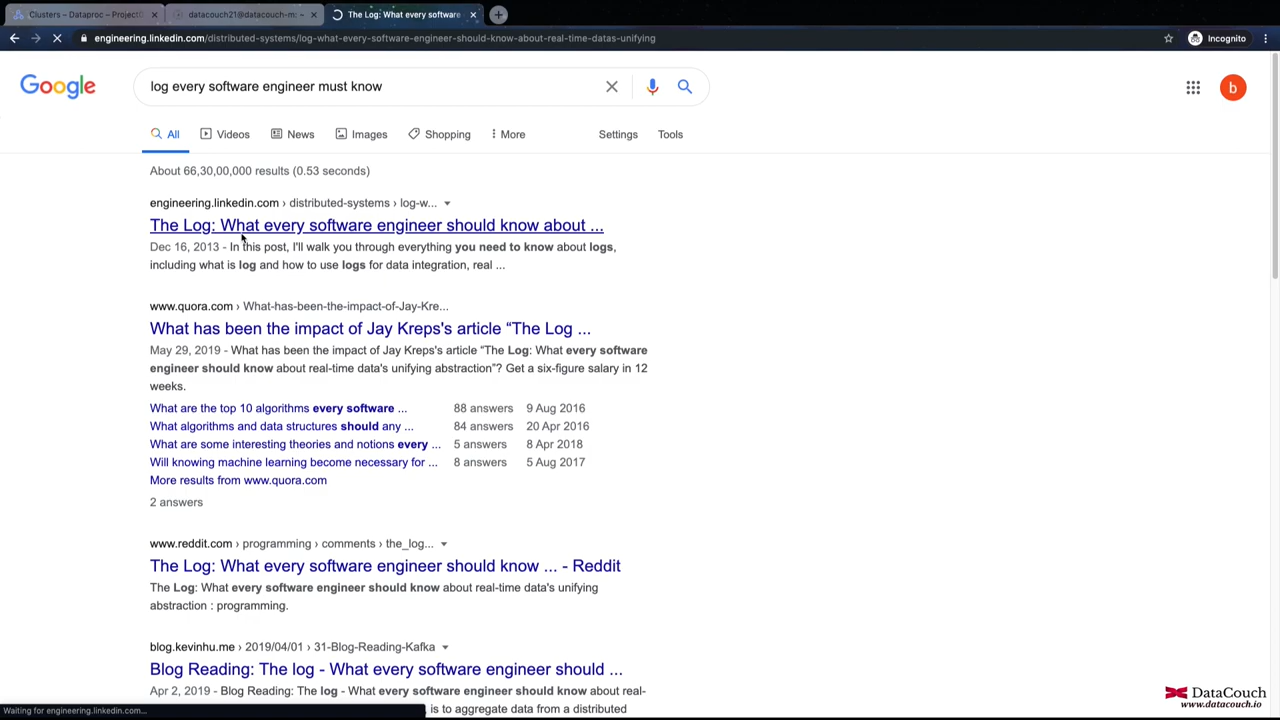 Clusters – Dataproc – Project
datacouch21@datacouch-m: ~
The Log: What every software
engineering.linkedin.com/distributed-systems/log-what-every-software-engineer-should-know-about-real-time-datas-unifying
Incognito
Google
log every software engineer must know
b
All
Videos
News
Images
Shopping
More
Settings
Tools
About 66,30,00,000 results (0.53 seconds)
engineering.linkedin.com › distributed-systems › log-w...
The Log: What every software engineer should know about ...
Dec 16, 2013 - In this post, I'll walk you through everything you need to know about logs,
including what is log and how to use logs for data integration, real ...
www.quora.com › What-has-been-the-impact-of-Jay-Kre...
What has been the impact of Jay Kreps's article “The Log ...
May 29, 2019 - What has been the impact of Jay Kreps's article “The Log: What every software
engineer should know about real-time data's unifying abstraction”? Get a six-figure salary in 12
weeks.
What are the top 10 algorithms every software ... 88 answers 9 Aug 2016
What algorithms and data structures should any ... 84 answers 20 Apr 2016
What are some interesting theories and notions every ... 5 answers 8 Apr 2018
Will knowing machine learning become necessary for ... 8 answers 5 Aug 2017
More results from www.quora.com
2 answers
www.reddit.com › programming › comments › the_log...
The Log: What every software engineer should know ... - Reddit
The Log: What every software engineer should know about real-time data's unifying
abstraction : programming.
blog.kevinhu.me › 2019/04/01 › 31-Blog-Reading-Kafka
Blog Reading: The log - What every software engineer should ...
Apr 2, 2019 - Blog Reading: The log - What every software engineer should know about real-
, is to aggregate data from a distributed
Waiting for engineering.linkedin.com...
DataCouch
www.datacouch.io